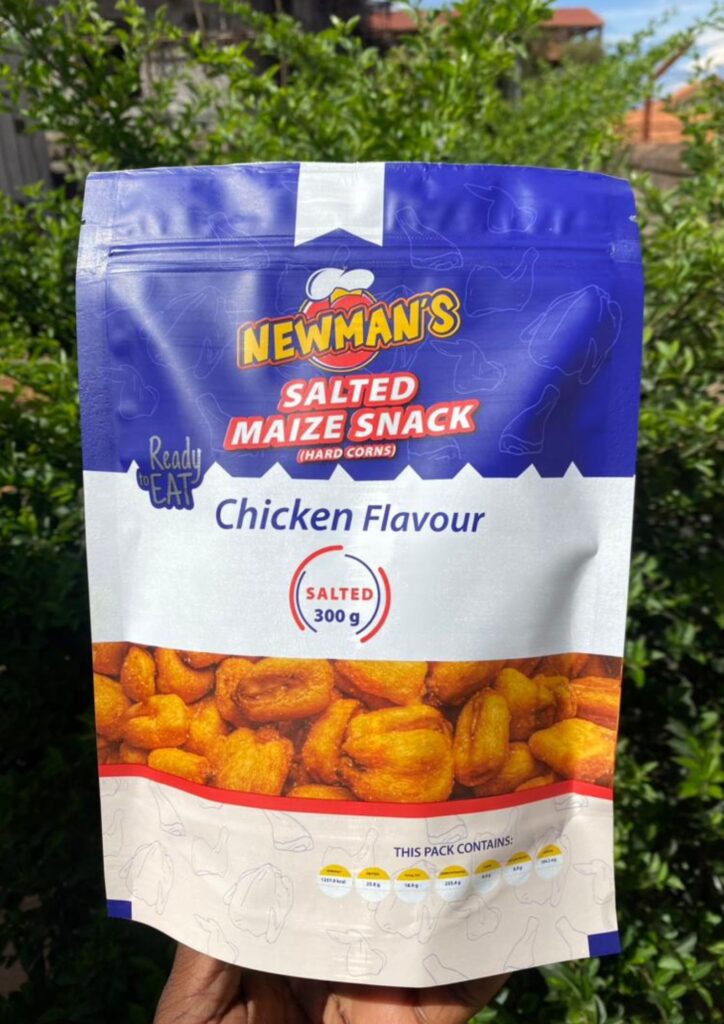 NEWMAN'S
SALTED
MAIZE SNACK
(HARD CORNS)
Ready
to EAT
Chicken Flavour
SALTED
300 g
THIS PACK CONTAINS: